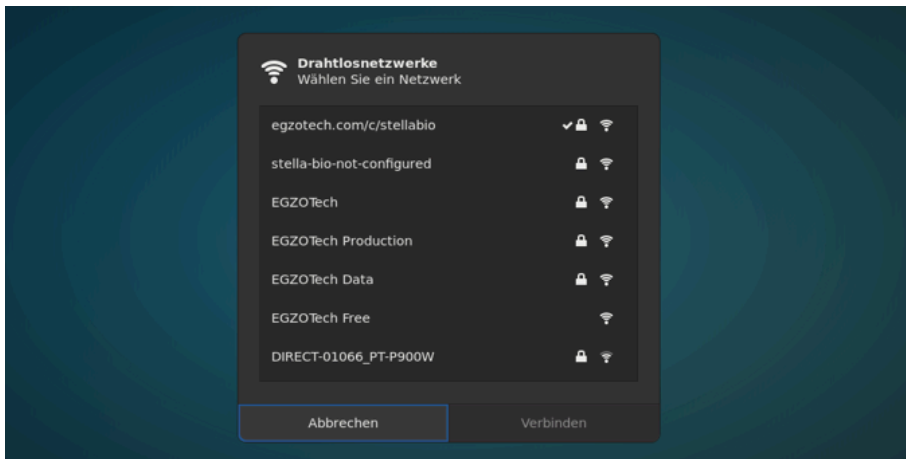 Drahtlosnetzwerke
Wählen Sie ein Netzwerk
egzotech.com/c/stellabio
stella-bio-not-configured
EGZOTech
EGZOTech Production
EGZOTech Data
EGZOTech Free
DIRECT-01066_PT-P900W
Abbrechen
Verbinden